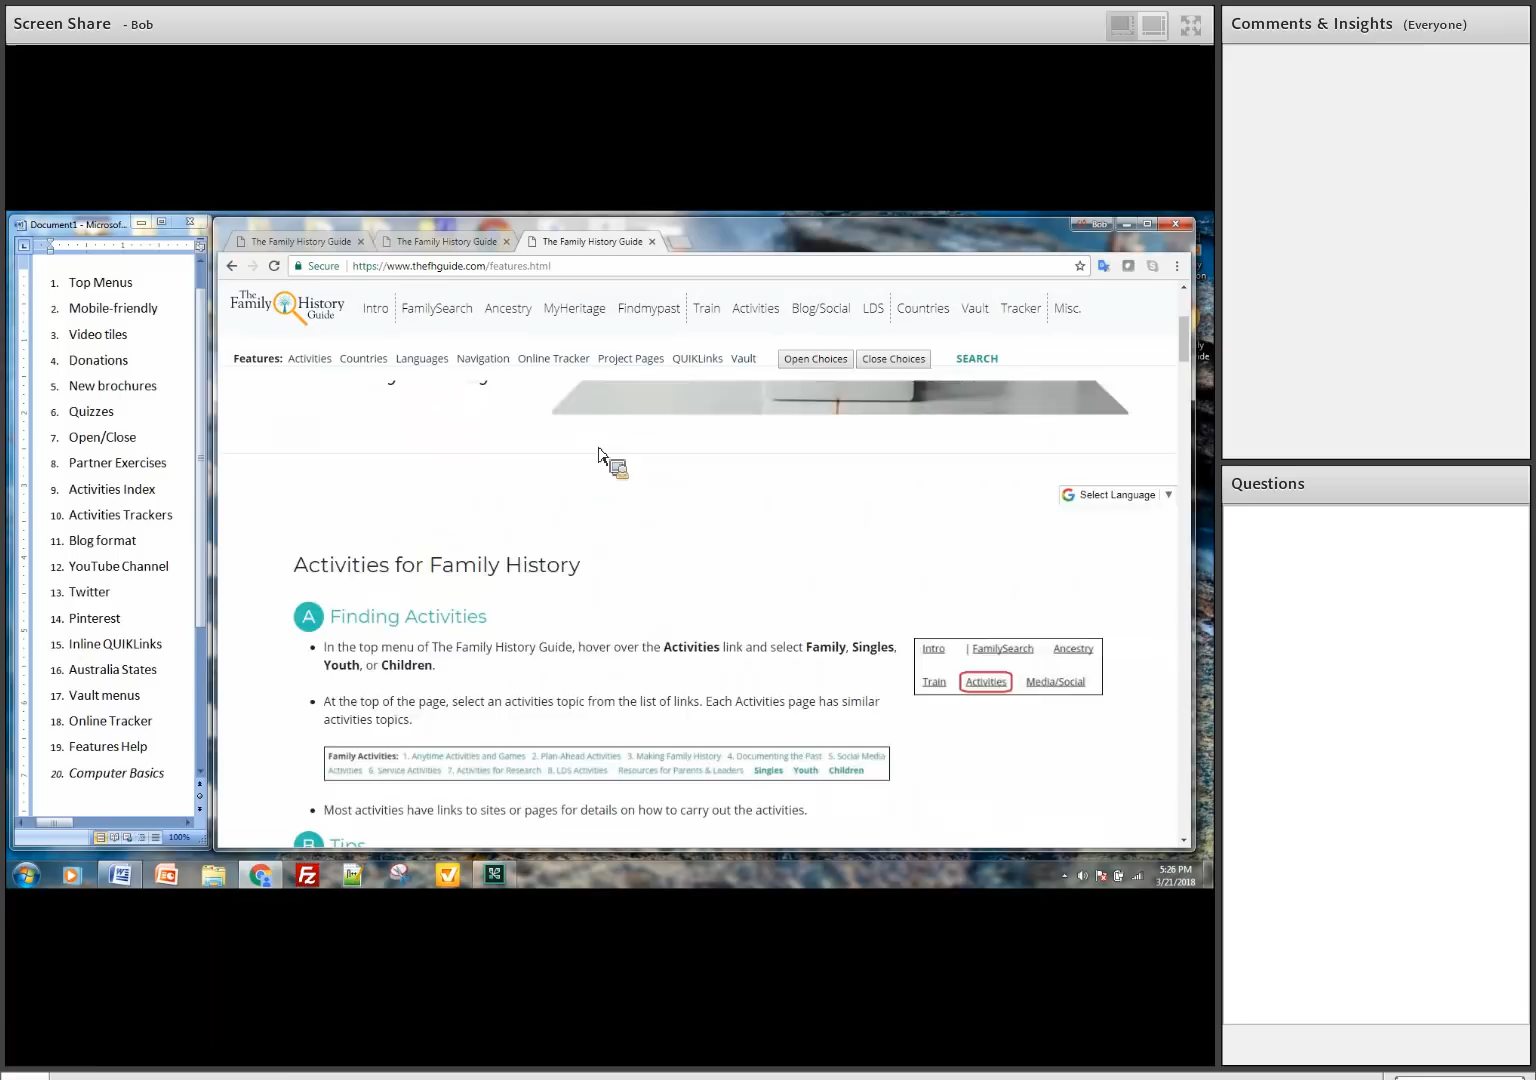 Screen Share - Bob
Comments & Insights (Everyone)
Questions
Document1 - Microsof...
1. Top Menus
2. Mobile-friendly
3. Video tiles
4. Donations
5. New brochures
6. Quizzes
7. Open/Close
8. Partner Exercises
9. Activities Index
10. Activities Trackers
11. Blog format
12. YouTube Channel
13. Twitter
14. Pinterest
15. Inline QUIKLinks
16. Australia States
17. Vault menus
18. Online Tracker
19. Features Help
20. Computer Basics
100%
Bob
The Family History Guide The Family History Guide The Family History Guide
Secure https://www.thefhguide.com/features.html
The Family History Guide
Intro FamilySearch Ancestry MyHeritage Findmypast Train Activities Blog/Social LDS Countries Vault Tracker Misc.
Features: Activities Countries Languages Navigation Online Tracker Project Pages QUIKLinks Vault Open Choices Close Choices SEARCH
Select Language
Activities for Family History
A Finding Activities
• In the top menu of The Family History Guide, hover over the Activities link and select Family, Singles,
Youth, or Children.
Intro | FamilySearch Ancestry
Train Activities Media/Social
• At the top of the page, select an activities topic from the list of links. Each Activities page has similar
activities topics.
Family Activities: 1. Anytime Activities and Games 2. Plan-Ahead Activities 3. Making Family History 4. Documenting the Past 5. Social Media
Activities 6. Service Activities 7. Activities for Research 8. LDS Activities Resources for Parents & Leaders Singles Youth Children
• Most activities have links to sites or pages for details on how to carry out the activities.
B Tips
5:26 PM
3/21/2018